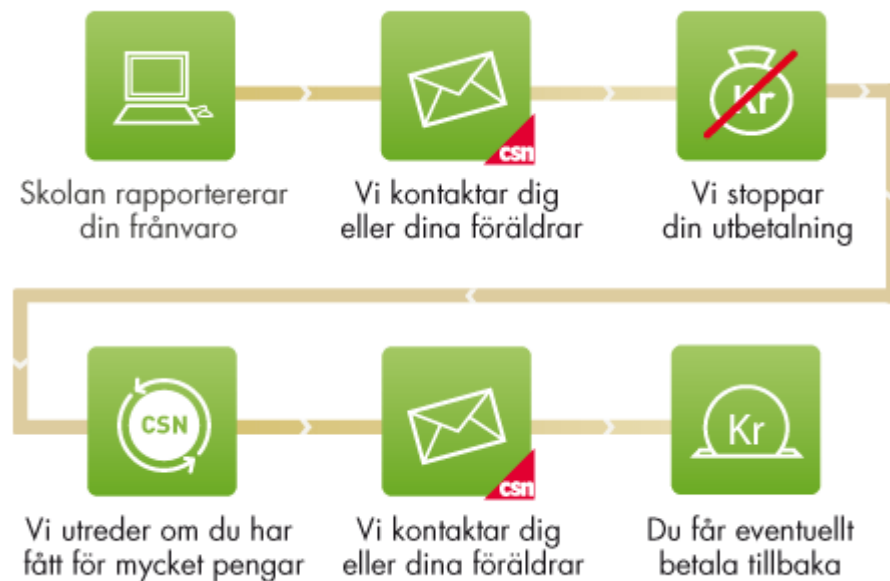 csn
Kr
Skolan rapportererar
din frånvaro
Vi kontaktar dig
eller dina föräldrar
Vi stoppar
din utbetalning
CSN
csn
Kr
Vi utreder om du har
fått för mycket pengar
Vi kontaktar dig
eller dina föräldrar
Du får eventuellt
betala tillbaka